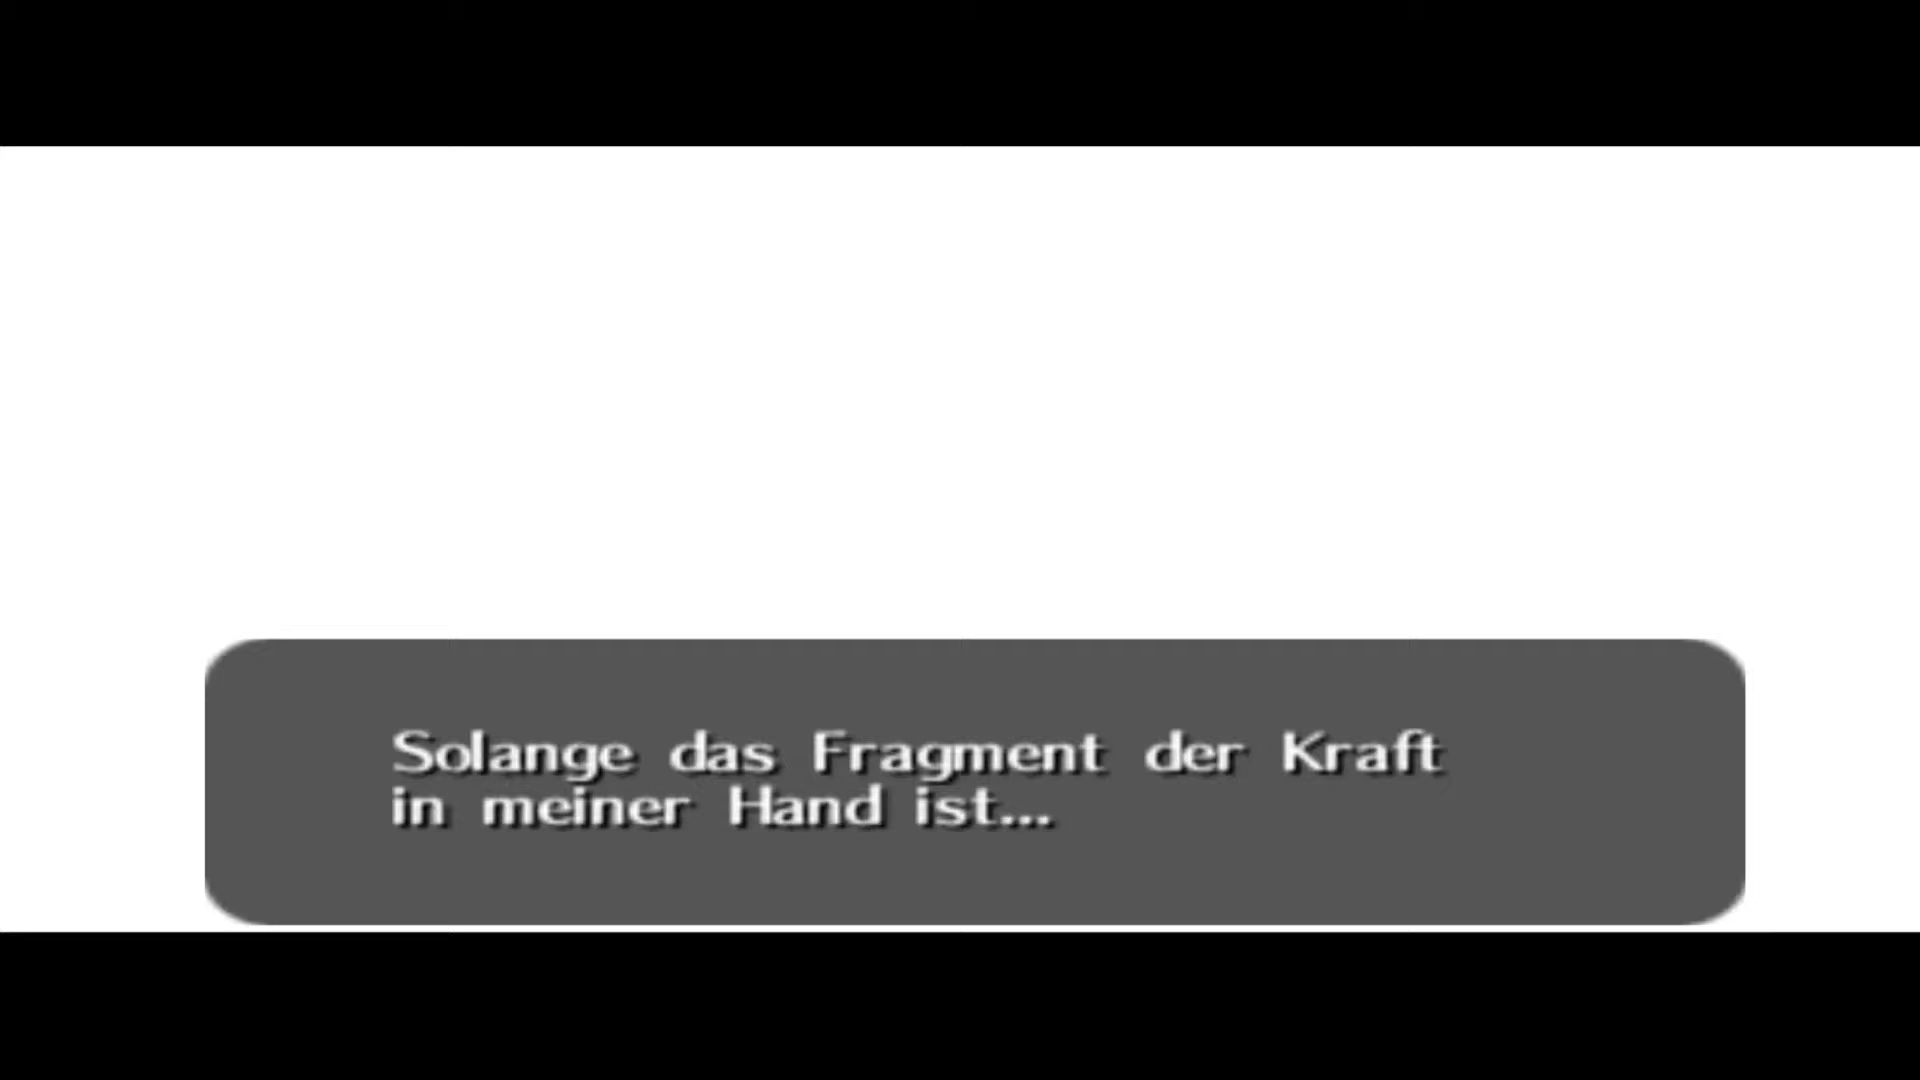 Solange das Fragment der Kraft
in meiner Hand ist...